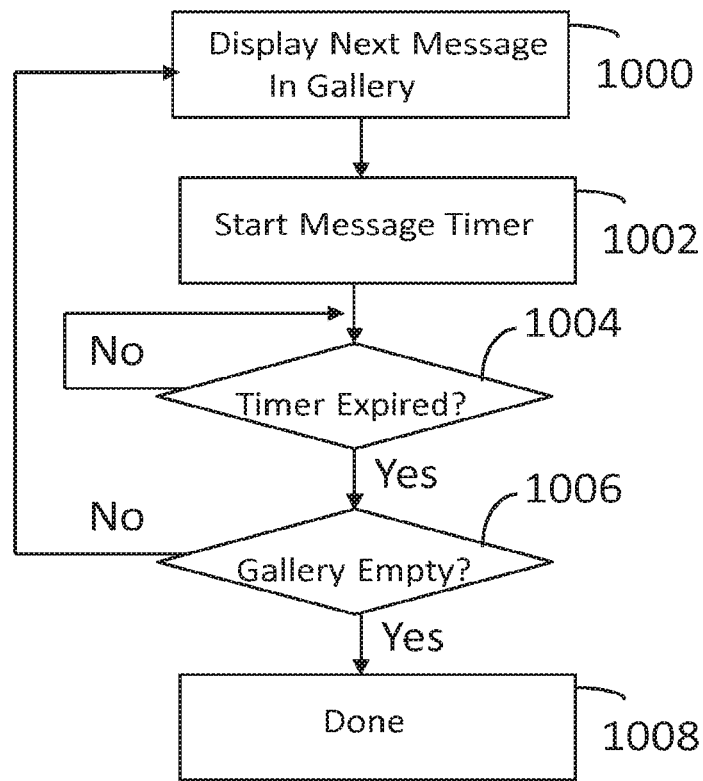 Display Next Message
In Gallery
1000
Start Message Timer
1002
1004
No
Timer Expired?
Yes
1006
No
Gallery Empty?
Yes
Done
1008